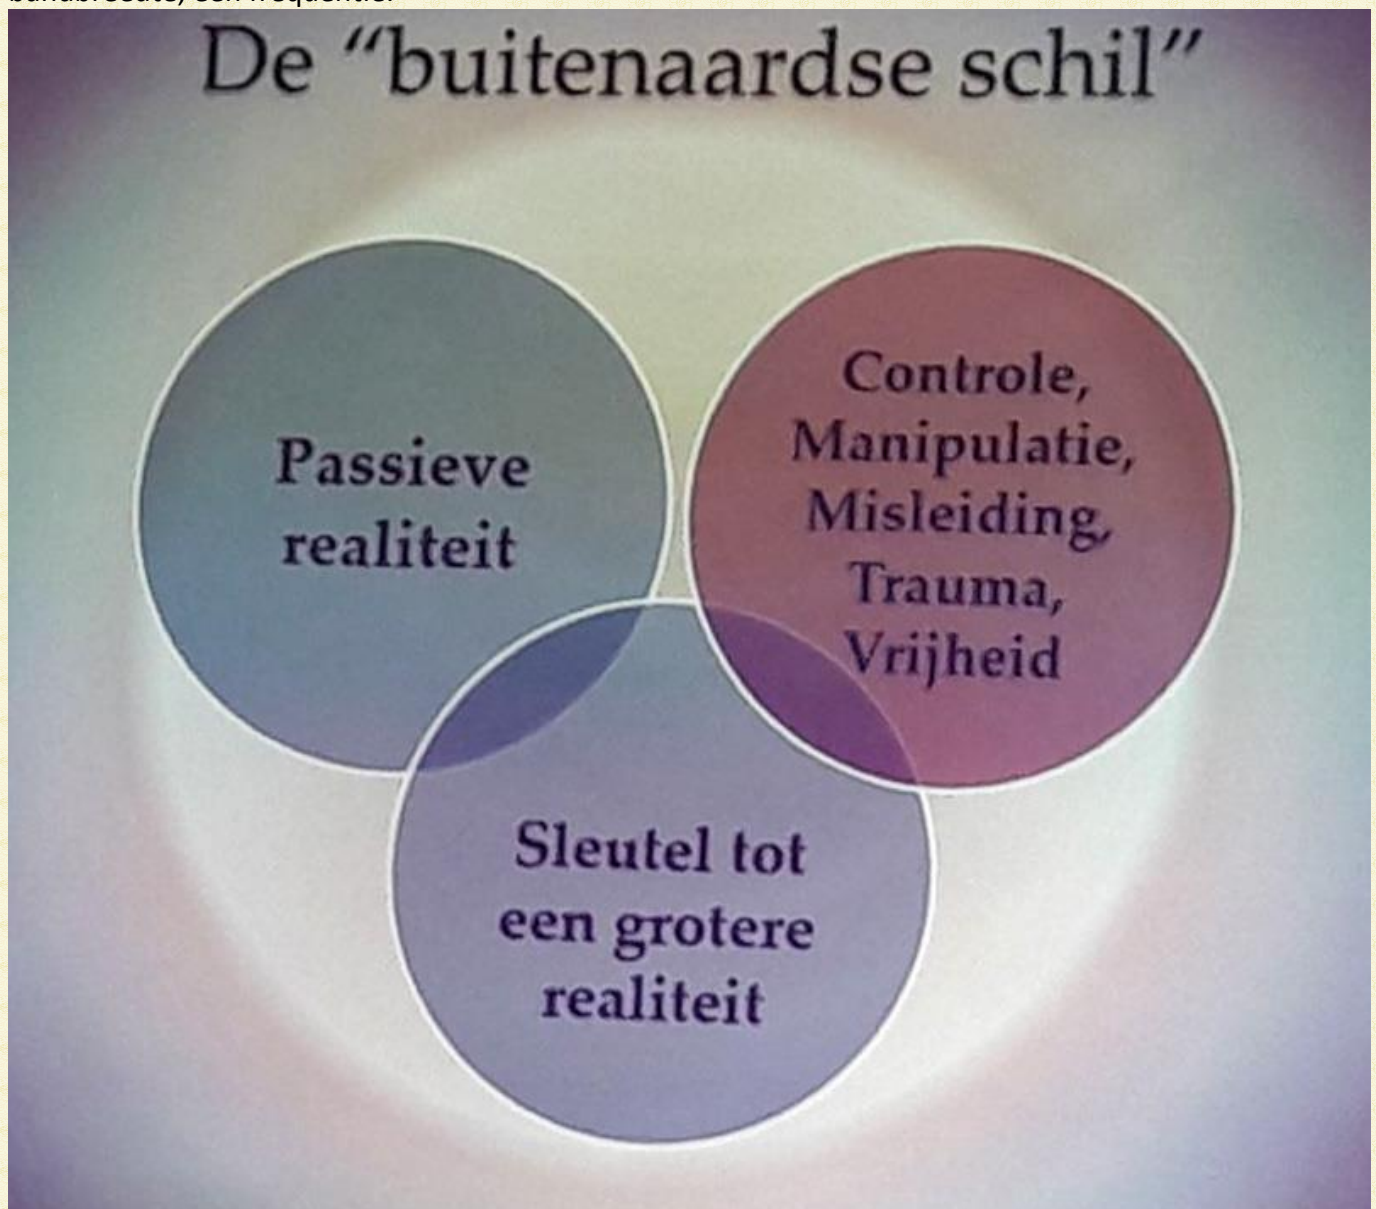 De “buitenaardse schil”
Passieve
realiteit
Controle,
Manipulatie,
Misleiding,
Trauma,
Vrijheid
Sleutel tot
een grotere
realiteit